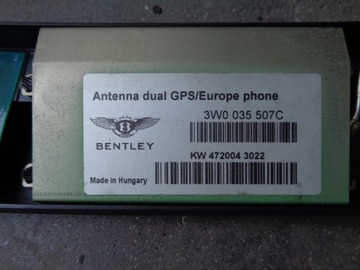 Antenna dual GPS/Europe phone
3W0 035 507C
B
BENTLEY
KW 472004 3022
Made in Hungary